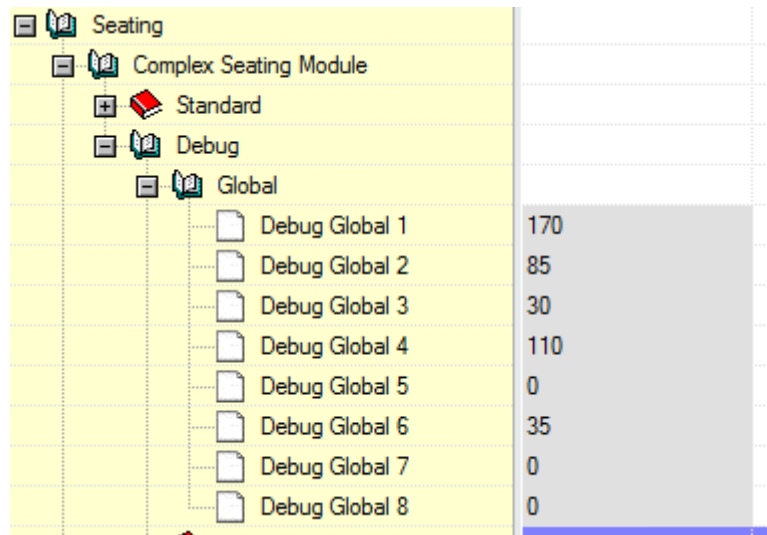 Seating
Complex Seating Module
Standard
Debug
Global
Debug Global 1 170
Debug Global 2 85
Debug Global 3 30
Debug Global 4 110
Debug Global 5 0
Debug Global 6 35
Debug Global 7 0
Debug Global 8 0